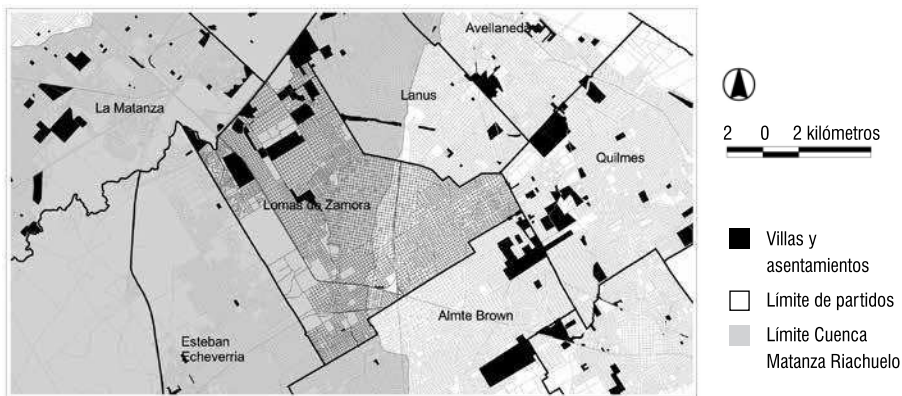 Avellaneda
La Matanza
Lanus
Quilmes
Lomas de Zamora
Almte Brown
Esteban
Echeverria
2 0 2 kilómetros
Villas y
asentamientos
Límite de partidos
Límite Cuenca
Matanza Riachuelo